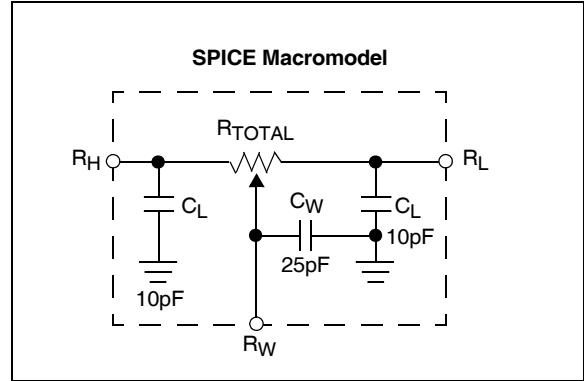 SPICE Macromodel
RTOTAL
RH
RL
CL
CW
CL
10pF
25pF
10pF
RW